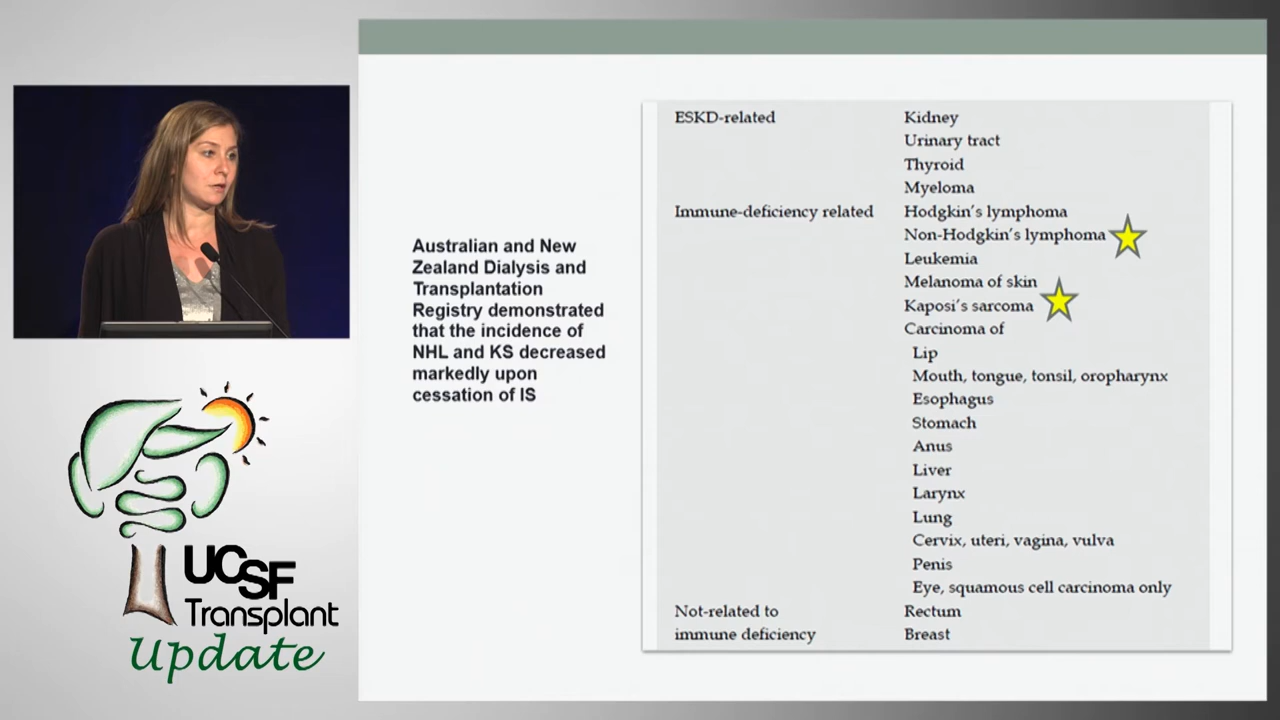 Australian and New
Zealand Dialysis and
Transplantation
Registry demonstrated
that the incidence of
NHL and KS decreased
markedly upon
cessation of IS
ESKD-related Kidney
Urinary tract
Thyroid
Myeloma
Immune-deficiency related Hodgkin's lymphoma
Non-Hodgkin's lymphoma
Leukemia
Melanoma of skin
Kaposi's sarcoma
Carcinoma of
Lip
Mouth, tongue, tonsil, oropharynx
Esophagus
Stomach
Anus
Liver
Larynx
Lung
Cervix, uteri, vagina, vulva
Penis
Eye, squamous cell carcinoma only
Not-related to Rectum
immune deficiency Breast
UCSF
Transplant
Update